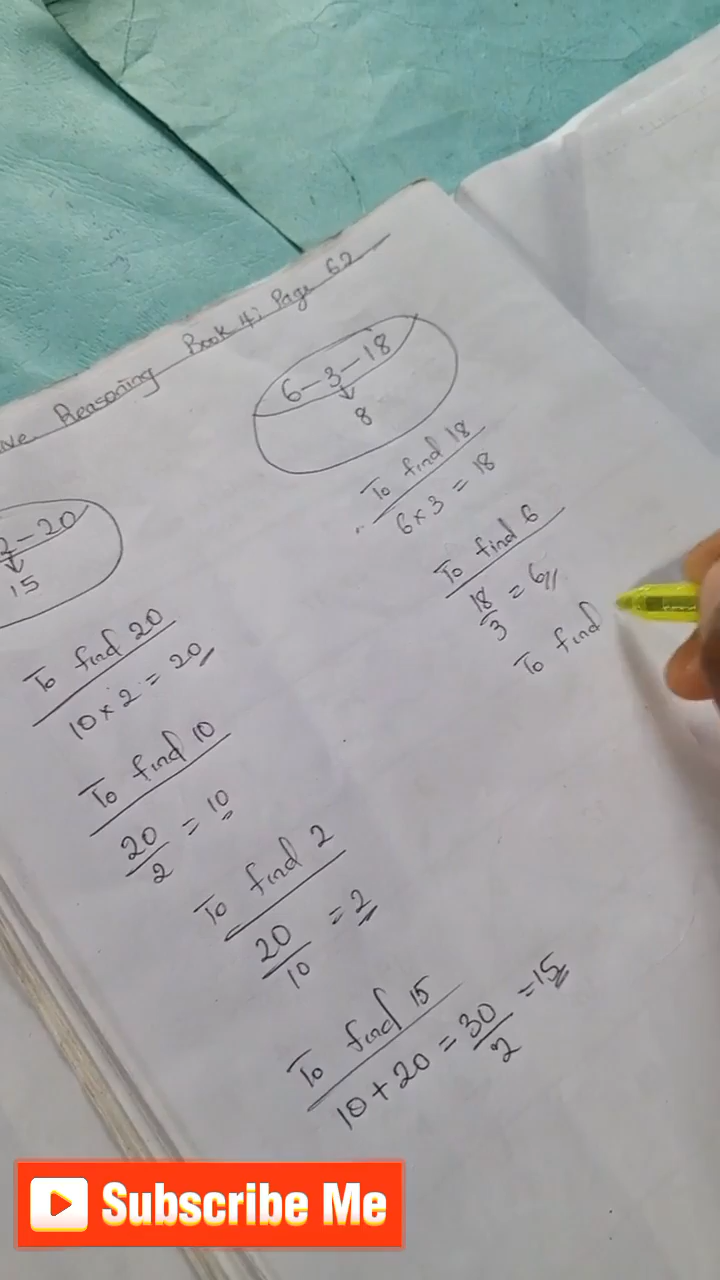 ve Reasoning Book 4; Page 62
2-20
15
To find 20
10 x 2 = 20
To find 10
20/2 = 10
To find 2
20/10 = 2
To find 15
10 + 20 = 30/2 = 15
6-3-18
8
To find 18
6 x 3 = 18
To find 6
18/3 = 6
To find
Subscribe Me